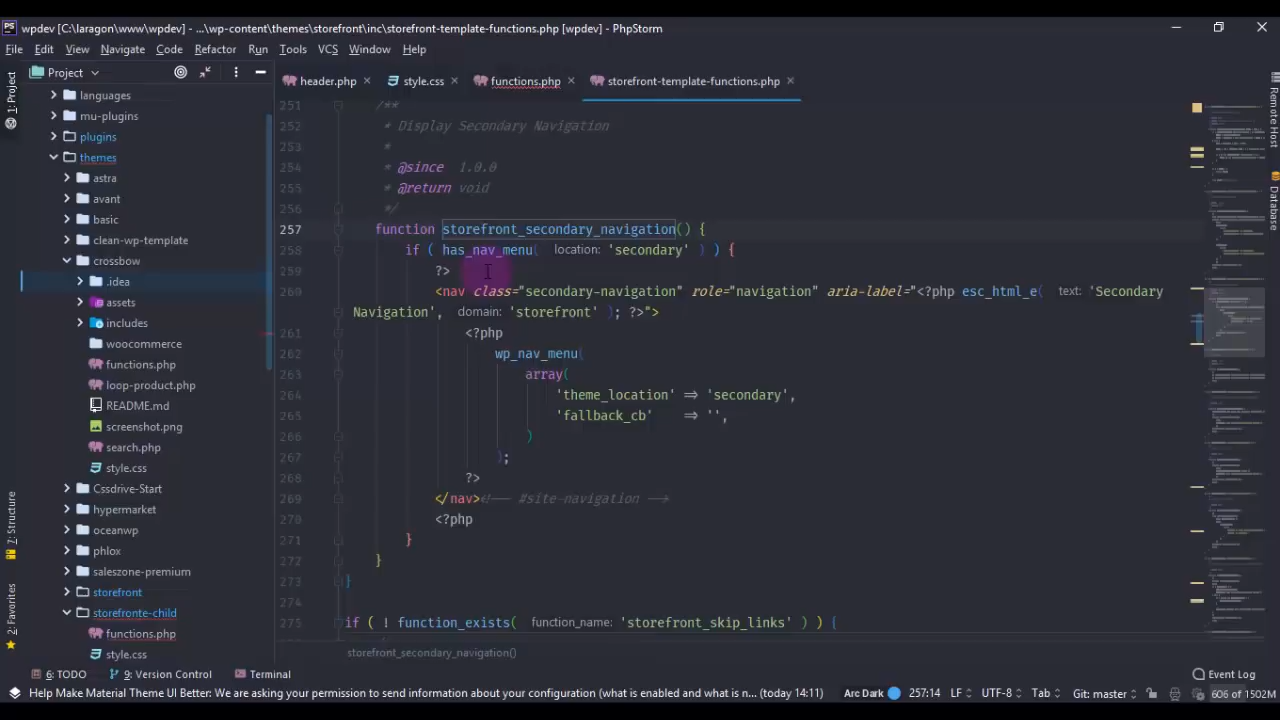 wpdev [C:\laragon\www\wpdev] - ...\wp-content\themes\storefront\inc\storefront-template-functions.php [wpdev] - PhpStorm
File Edit View Navigate Code Refactor Run Tools VCS Window Help
Project
header.php style.css functions.php storefront-template-functions.php
1: Project
7: Structure
2: Favorites
languages
mu-plugins
plugins
themes
astra
avant
basic
clean-wp-template
crossbow
.idea
assets
includes
woocommerce
functions.php
loop-product.php
README.md
screenshot.png
search.php
style.css
Cssdrive-Start
hypermarket
oceanwp
phlox
saleszone-premium
storefront
storefronte-child
functions.php
style.css
251 /**
252 * Display Secondary Navigation
253 *
254 * @since 1.0.0
255 * @return void
256 */
257 function storefront_secondary_navigation() {
258 if ( has_nav_menu( location: 'secondary' ) ) {
259 ?>
260 <nav class="secondary-navigation" role="navigation" aria-label="<?php esc_html_e( text: 'Secondary
Navigation', domain: 'storefront' ); ?>">
261 <?php
262 wp_nav_menu(
263 array(
264 'theme_location' => 'secondary',
265 'fallback_cb' => '',
266 )
267 );
268 ?>
269 </nav><!-- #site-navigation -->
270 <?php
271 }
272 }
273 }
274
275 if ( ! function_exists( function_name: 'storefront_skip_links' ) ) {
storefront_secondary_navigation()
Remote Host
Database
6: TODO 9: Version Control Terminal Event Log
Help Make Material Theme UI Better: We are asking your permission to send information about your configuration (what is enabled and what is n... (today 14:11) Arc Dark 257:14 LF UTF-8 Tab Git: master 606 of 1502M